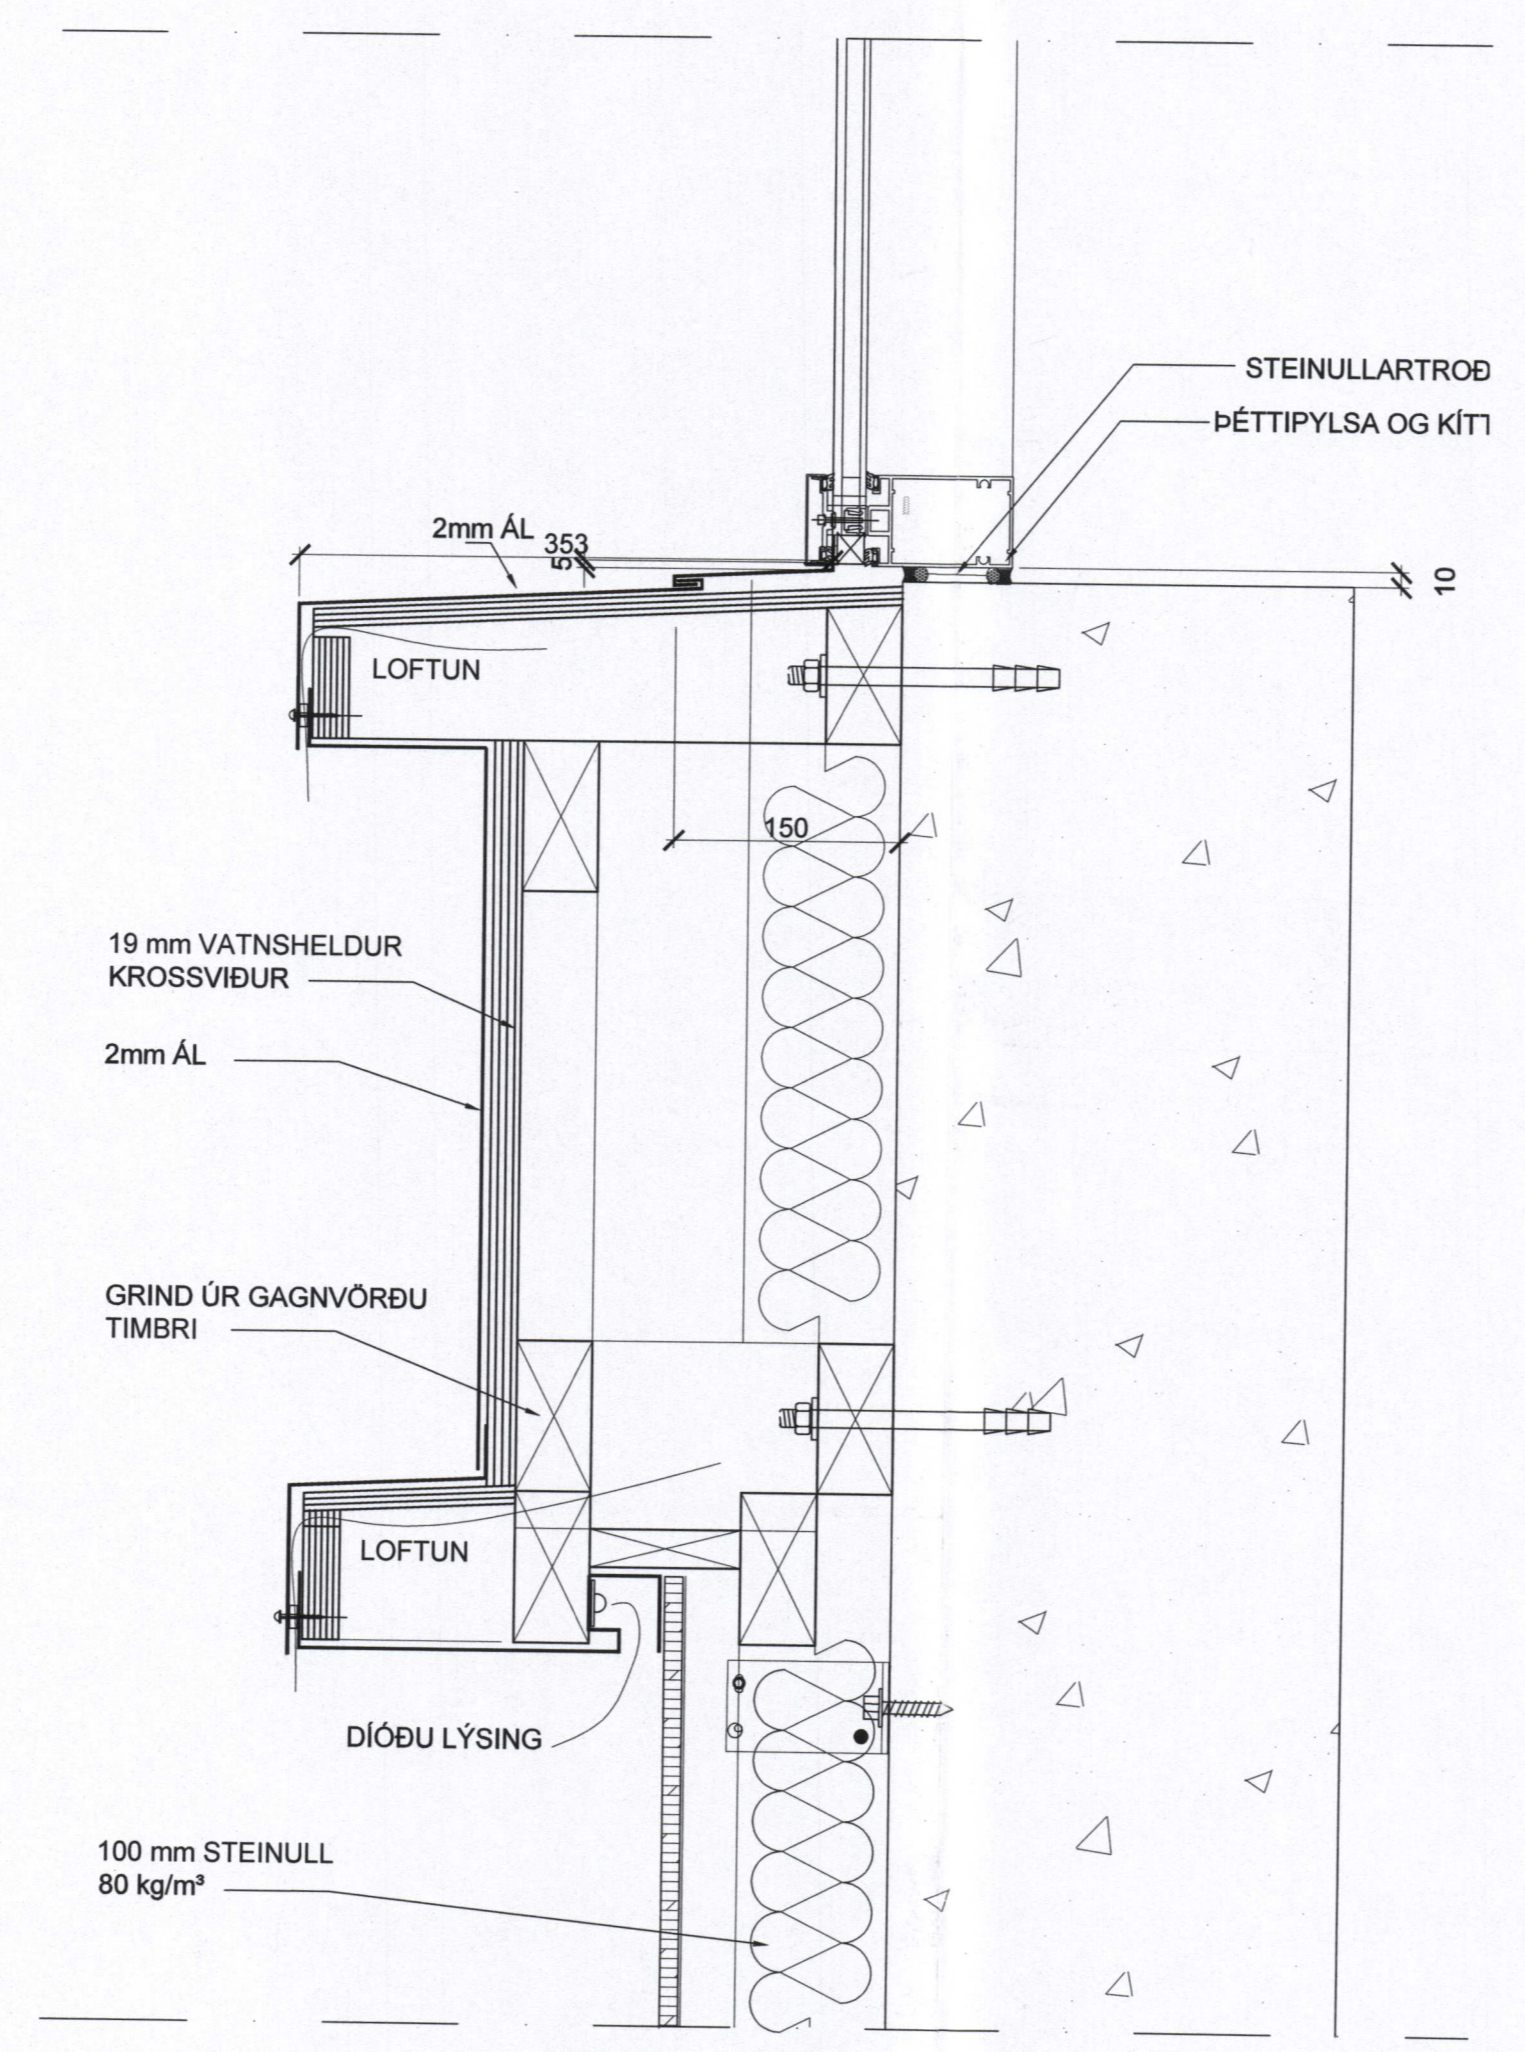 STEINULLARTROÐ
ÞÉTTIPYLSA OG KÍT
2mm ÁL
353
5
10
LOFTUN
150
19 mm VATNSHELDUR
KROSSVIÐUR
2mm ÁL
GRIND ÚR GAGNVÖRÐU
TIMBRI
LOFTUN
DÍÓÐU LÝSING
100 mm STEINULL
80 kg/m³